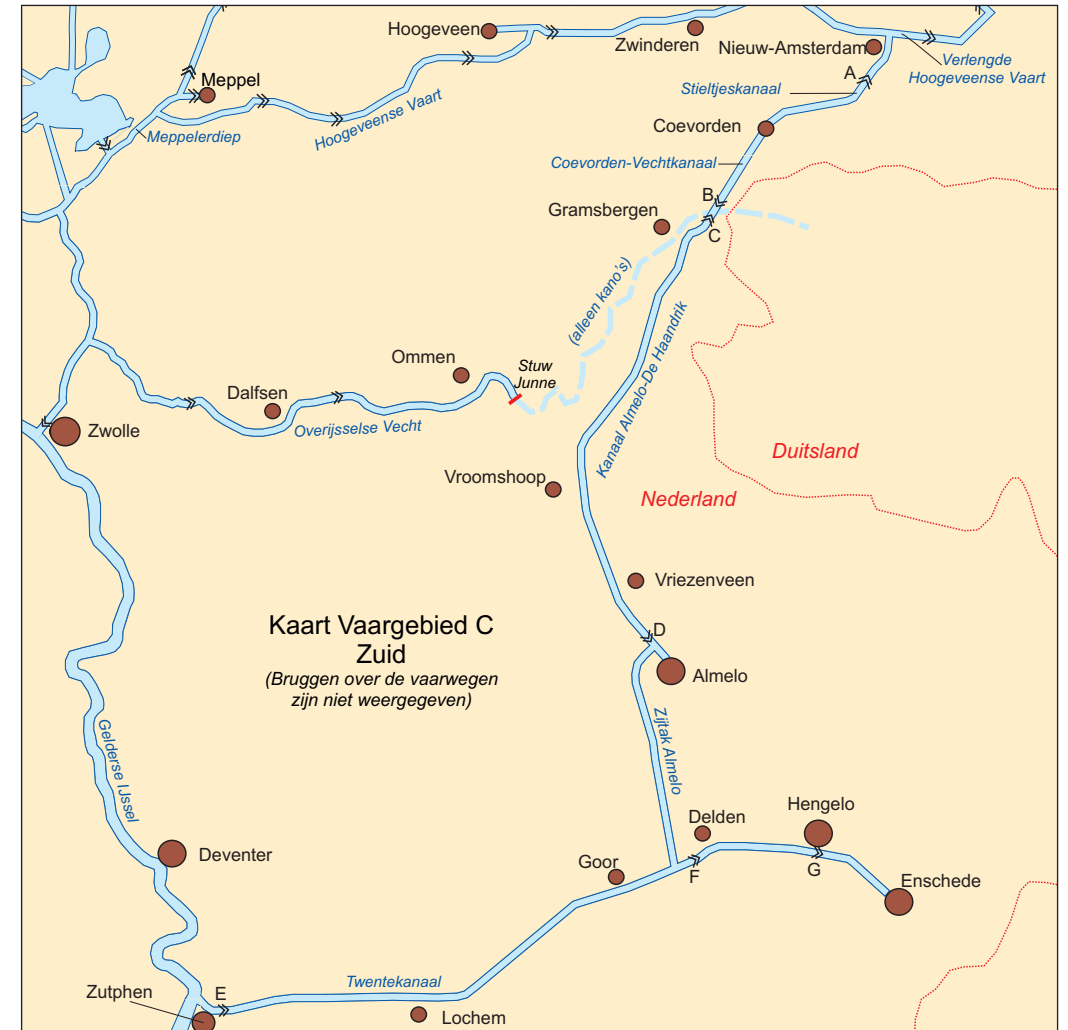 Hoogeveen
Zwinderen
Nieuw-Amsterdam
Verlengde
Hoogeveense Vaart
A
Meppel
Stieltjeskanaal
Hoogeveense Vaart
Meppelerdiep
Coevorden
Coevorden-Vechtkanaal
B
Gramsbergen
C
(alleen kano's)
Kanaal Almelo-De Haandrik
Ommen
Stuw
Junne
Dalfsen
Zwolle
Overijsselse Vecht
Duitsland
Vroomshoop
Nederland
Vriezenveen
Kaart Vaargebied C
Zuid
(Bruggen over de vaarwegen
zijn niet weergegeven)
D
Almelo
Zijtak Almelo
Gelderse IJssel
Deventer
Delden
Hengelo
Goor
F
G
Enschede
Zutphen
E
Twentekanaal
Lochem